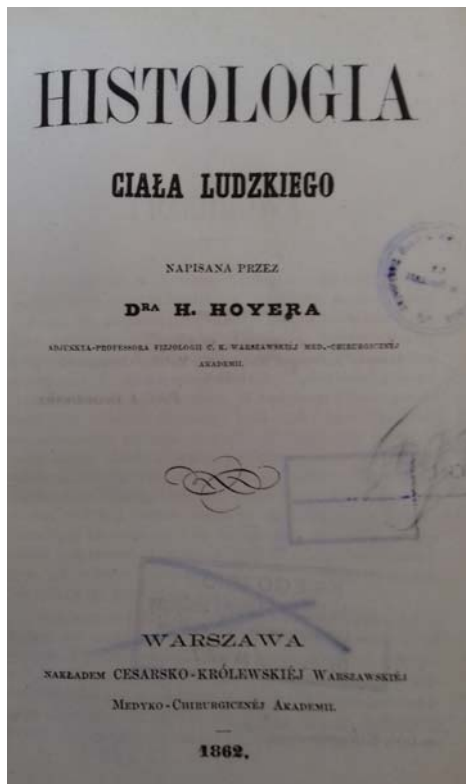 HISTOLOGIA
CIAŁA LUDZKIEGO
NAPISANA PRZEZ
DRA H. HOYERA
ADJUNKTA-PROFESSORA FIZJOLOGII C. K. WARSZAWSKIÉJ MED.-CHIRURGICZNÉJ
AKADEMII.
WARSZAWA
NAKŁADEM CESARSKO-KRÓLEWSKIÉJ WARSZAWSKIÉJ
MEDYKO-CHIRURGICZNÉJ AKADEMII.
1862.